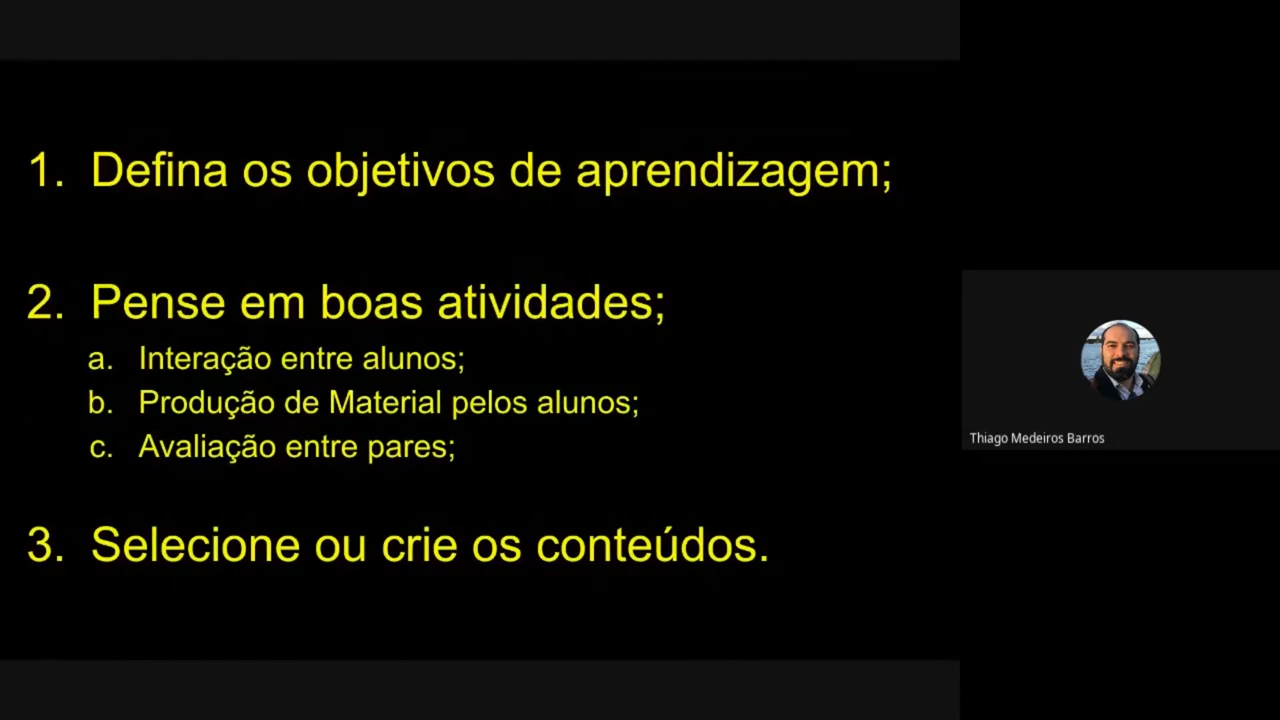 1. Defina os objetivos de aprendizagem;
2. Pense em boas atividades;
a. Interação entre alunos;
b. Produção de Material pelos alunos;
c. Avaliação entre pares;
3. Selecione ou crie os conteúdos.
Thiago Medeiros Barros